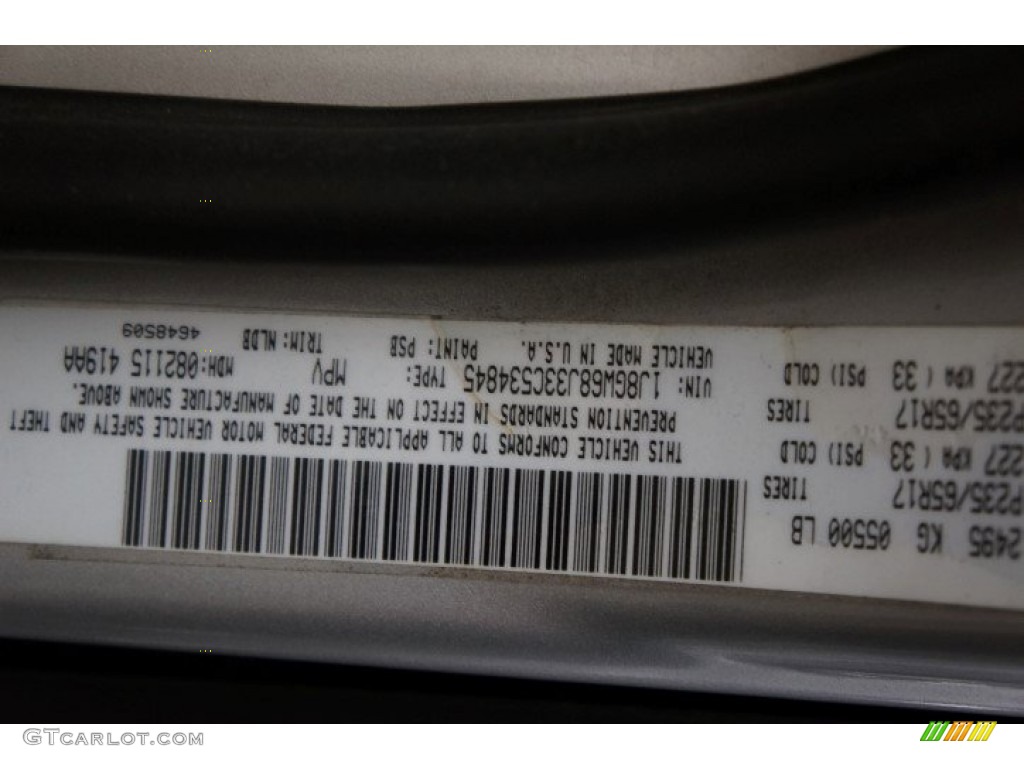 2495 KG 05500 LB
P235/65R17 TIRES
227 KPA ( 33 PSI) COLD
P235/65R17 TIRES
227 KPA ( 33 PSI) COLD
THIS VEHICLE CONFORMS TO ALL APPLICABLE FEDERAL MOTOR VEHICLE SAFETY AND THEFT
PREVENTION STANDARDS IN EFFECT ON THE DATE OF MANUFACTURE SHOWN ABOVE.
VIN: 1J8GW68J33C534845 TYPE: MPV MDH:082115 419AA
VEHICLE MADE IN U.S.A. PAINT: PSB TRIM: NLDB 4648509
GTCARLOT.COM